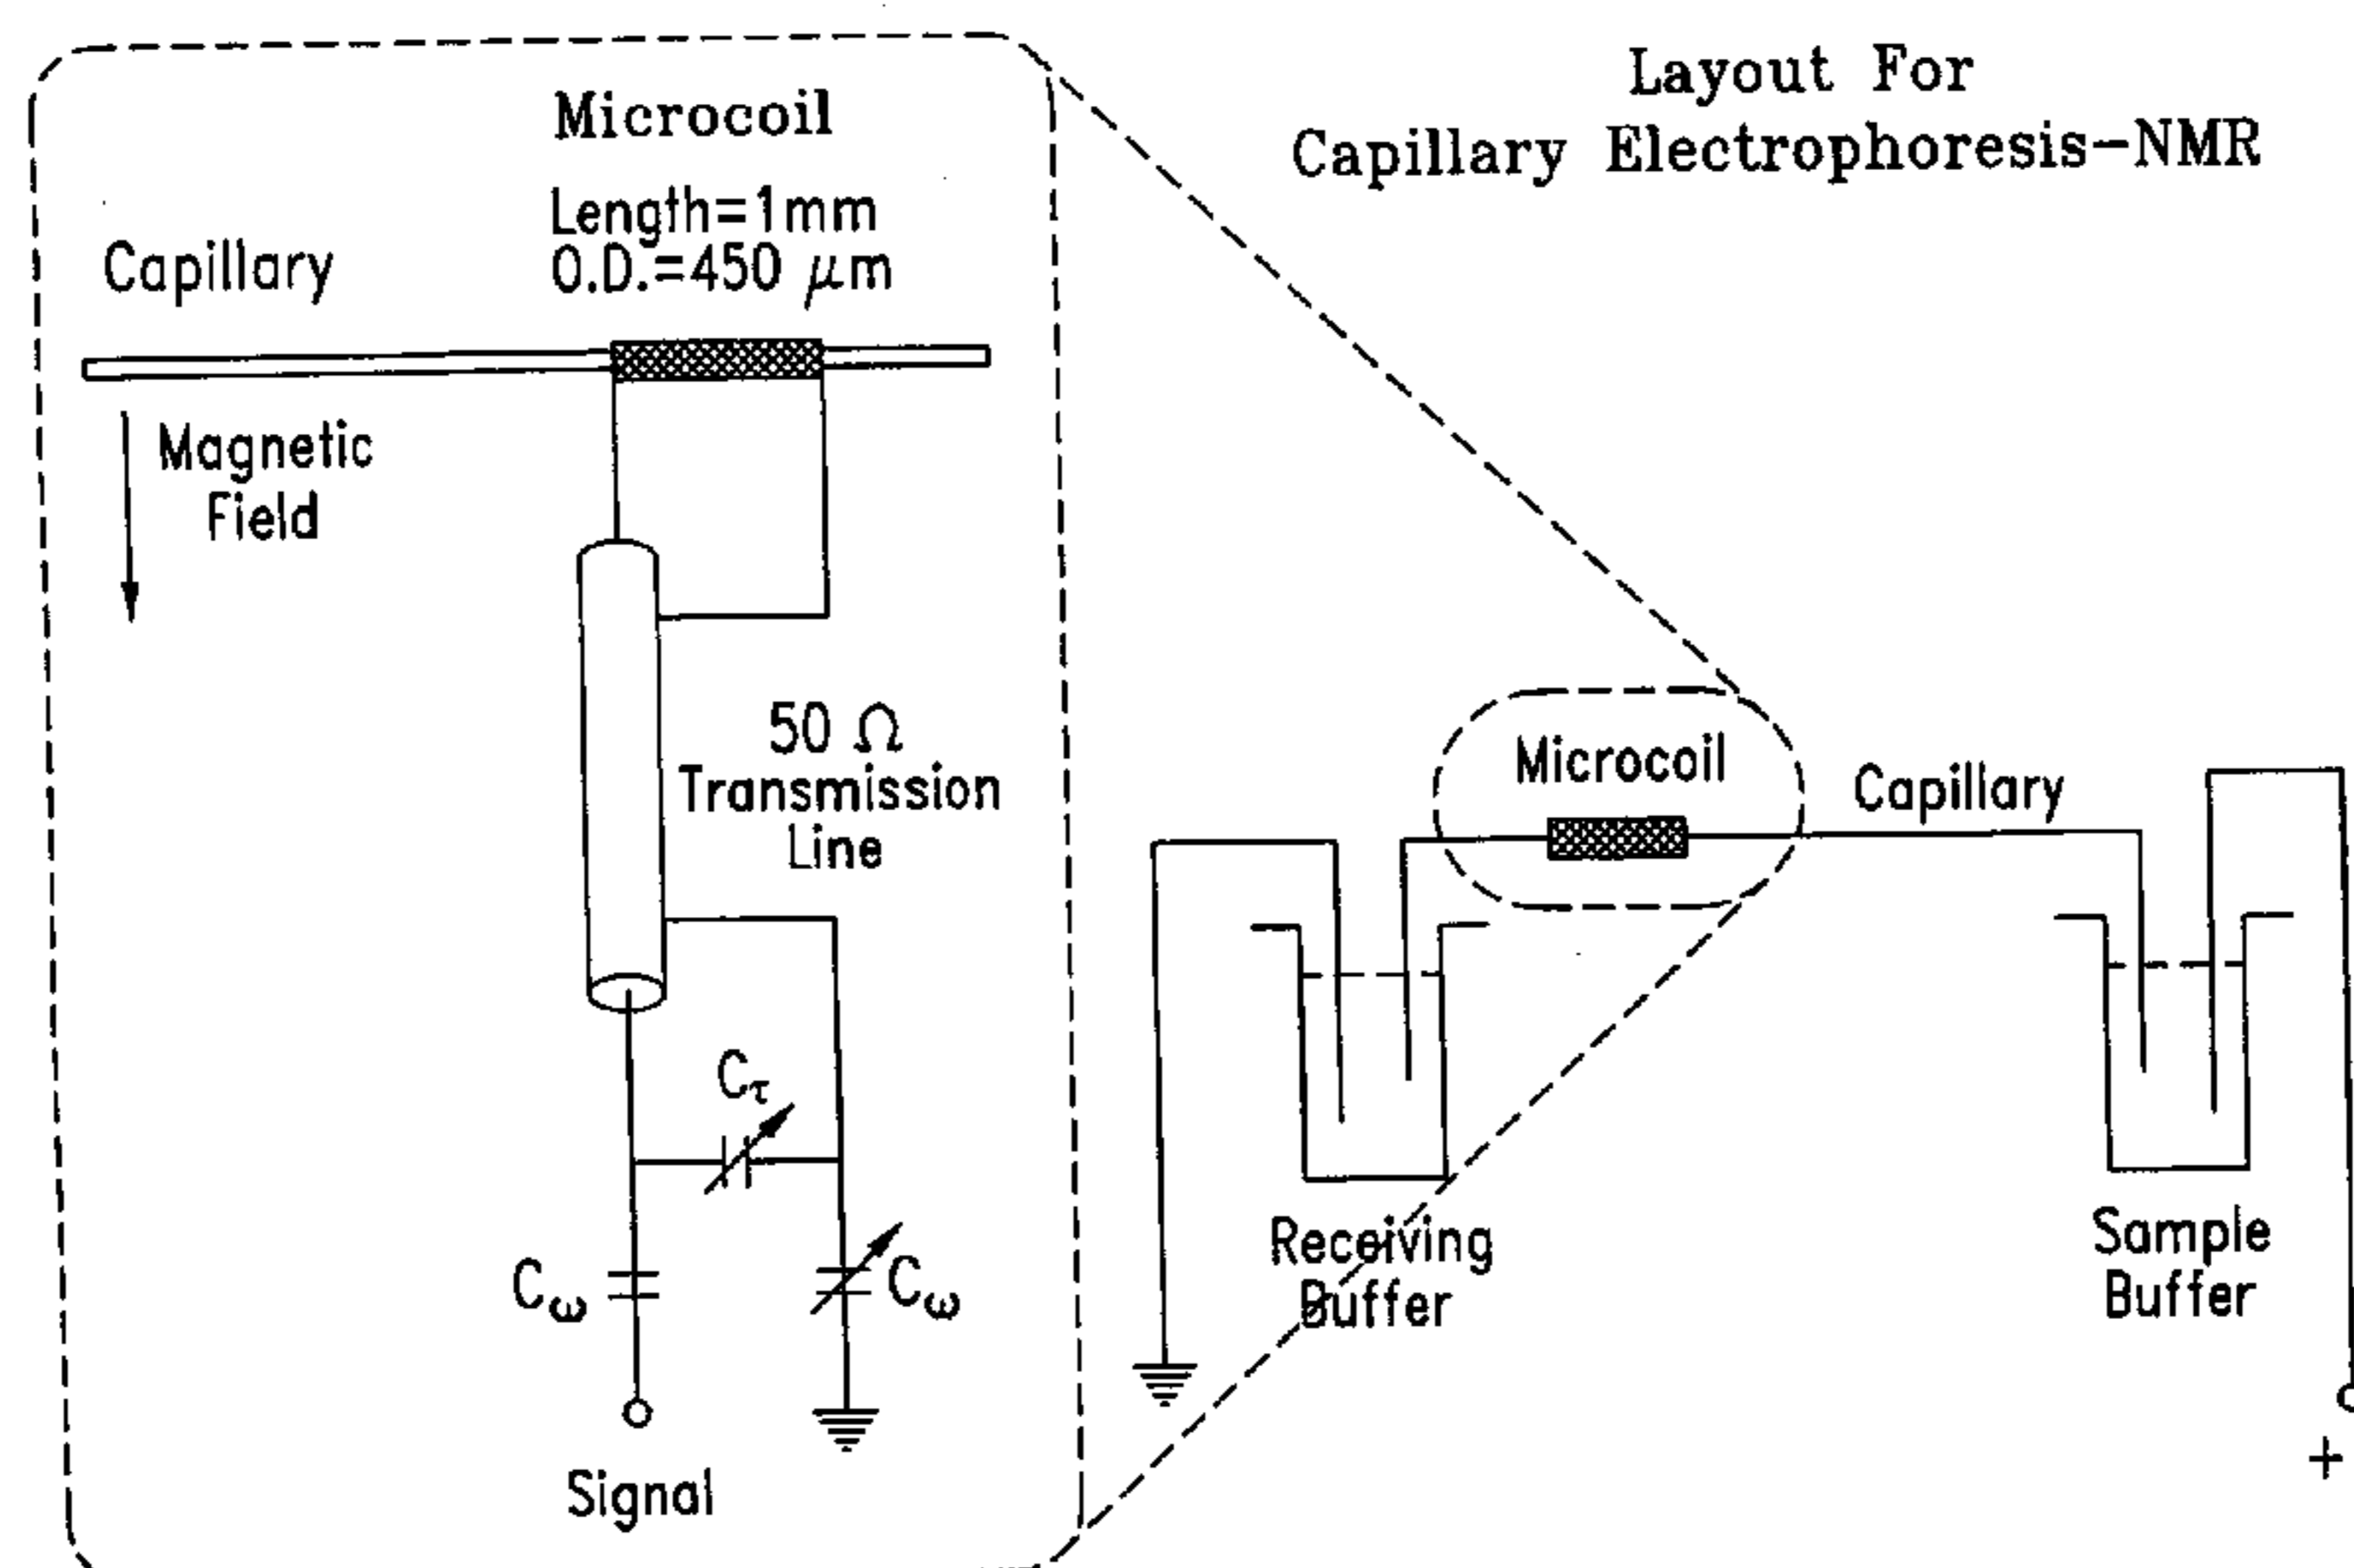 Layout For
Capillary Electrophoresis-NMR
Microcoil
Length=1mm
O.D.=450 μm
Capillary
Magnetic
Field
50 Ω
Transmission
Line
Cτ
Cω
Cω
Signal
Microcoil
Capillary
Receiving
Buffer
Sample
Buffer
+